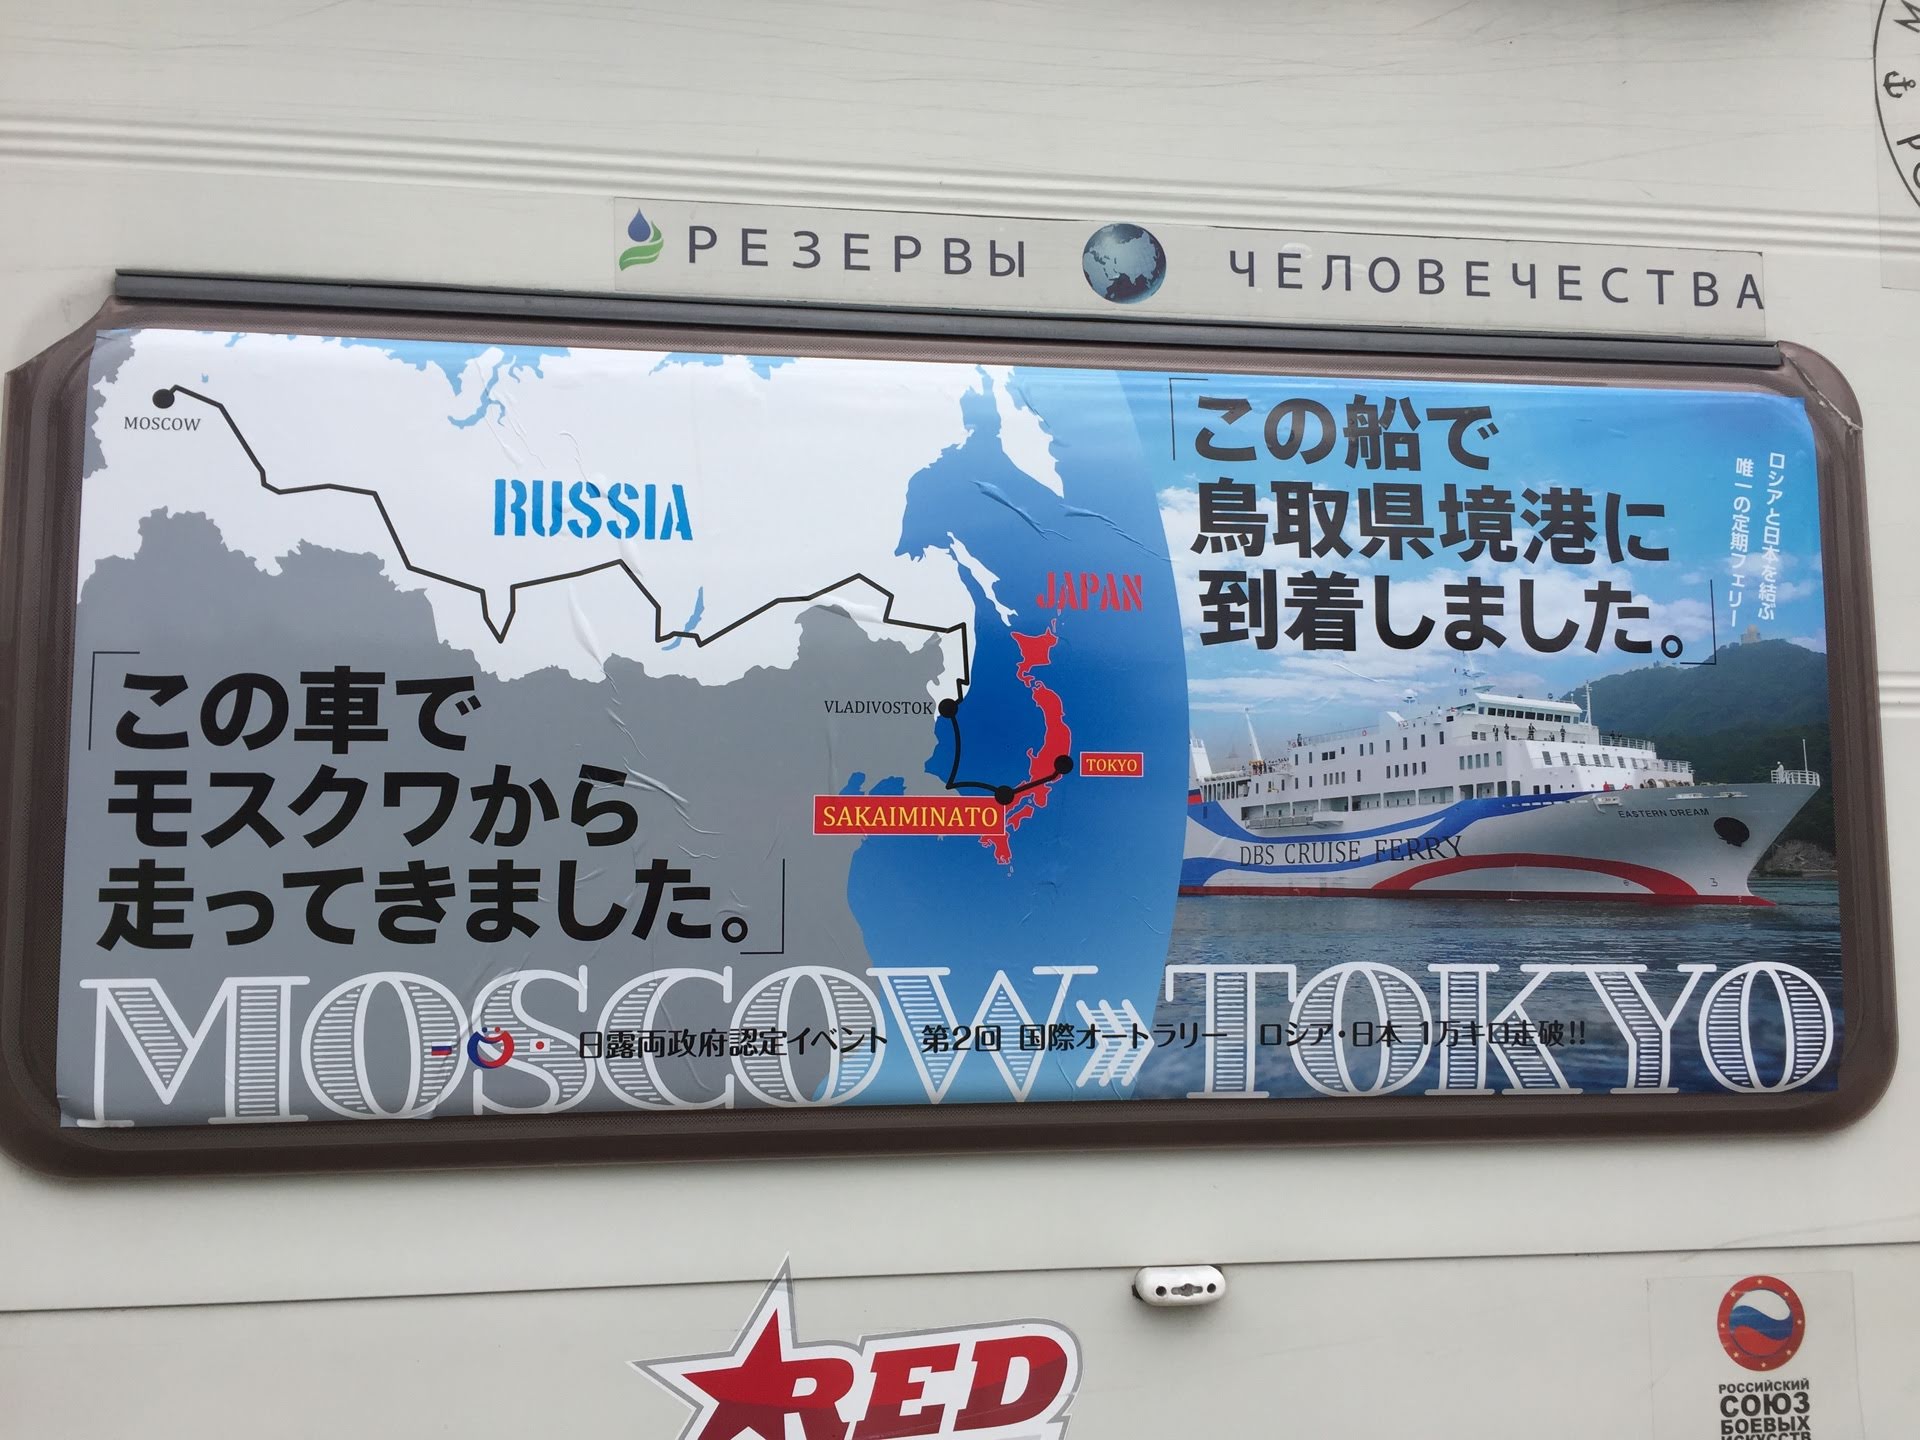 РЕЗЕРВЫ ЧЕЛОВЕЧЕСТВА
MOSCOW
RUSSIA
JAPAN
VLADIVOSTOK
TOKYO
SAKAIMINATO
「この車で
モスクワから
走ってきました。」
「この船で
鳥取県境港に
到着しました。」
ロシアと日本を結ぶ
唯一の定期フェリー
EASTERN DREAM
DBS CRUISE FERRY
MOSCOW TOKYO
日露両政府認定イベント 第2回 国際オートラリー ロシア・日本 1万キロ走破!!
RED
РОССИЙСКИЙ
СОЮЗ
БОЕВЫХ
ИСКУССТВ